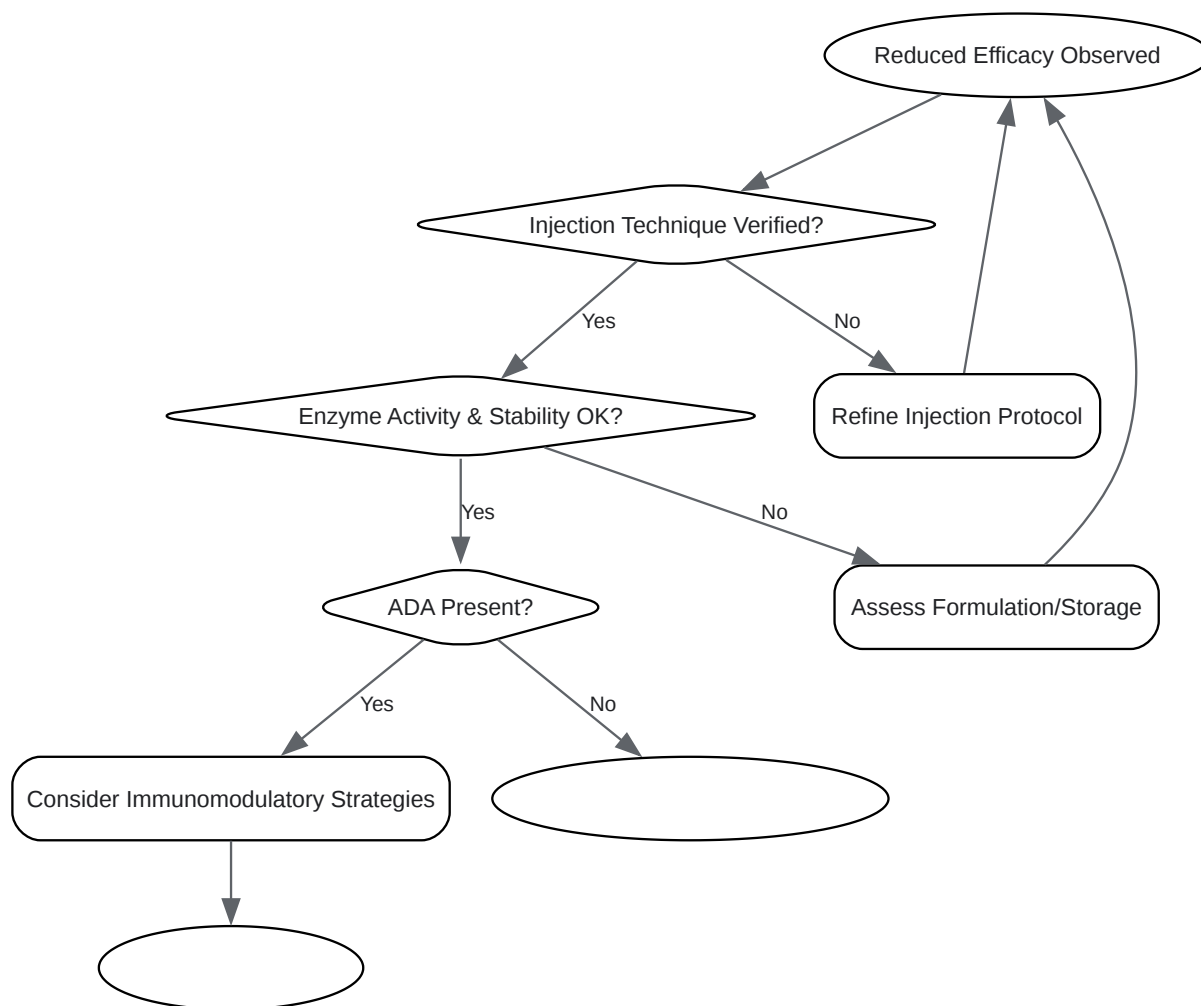 Reduced Efficacy Observed
Injection Technique Verified?
Yes
No
Enzyme Activity & Stability OK?
Refine Injection Protocol
Yes
No
ADA Present?
Assess Formulation/Storage
Yes
No
Consider Immunomodulatory Strategies